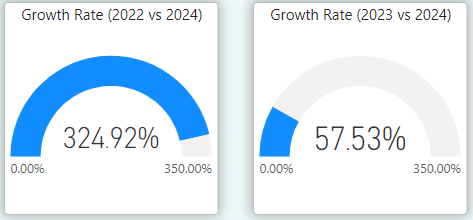 Growth Rate (2022 vs 2024)
324.92%
0.00% 350.00%
Growth Rate (2023 vs 2024)
57.53%
0.00% 350.00%